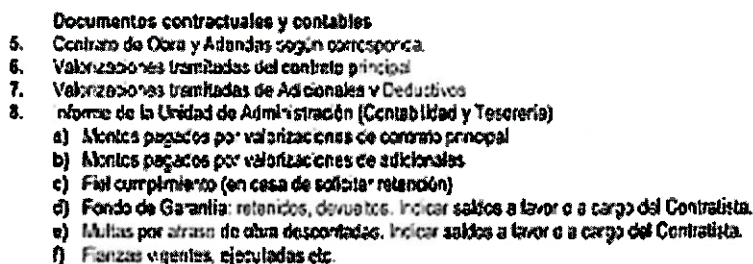 Documentos contractuales y contables
5. Contrato de Obra y Adendas según corresponda.
6. Valorizaciones tramitadas del contrato principal
7. Valorizaciones tramitadas de Adicionales y Deductivos
8. Informe de la Unidad de Administración (Contabilidad y Tesorería)
a) Montos pagados por valorizaciones de contrato principal
b) Montos pagados por valorizaciones de adicionales
c) Fiel cumplimiento (en caso de solicitar retención)
d) Fondo de Garantía: retenidos, devueltos. Indicar saldos a favor o a cargo del Contratista.
e) Multas por atraso de obra descontadas. Indicar saldos a favor o a cargo del Contratista.
f) Fianzas vigentes, ejecutadas etc.